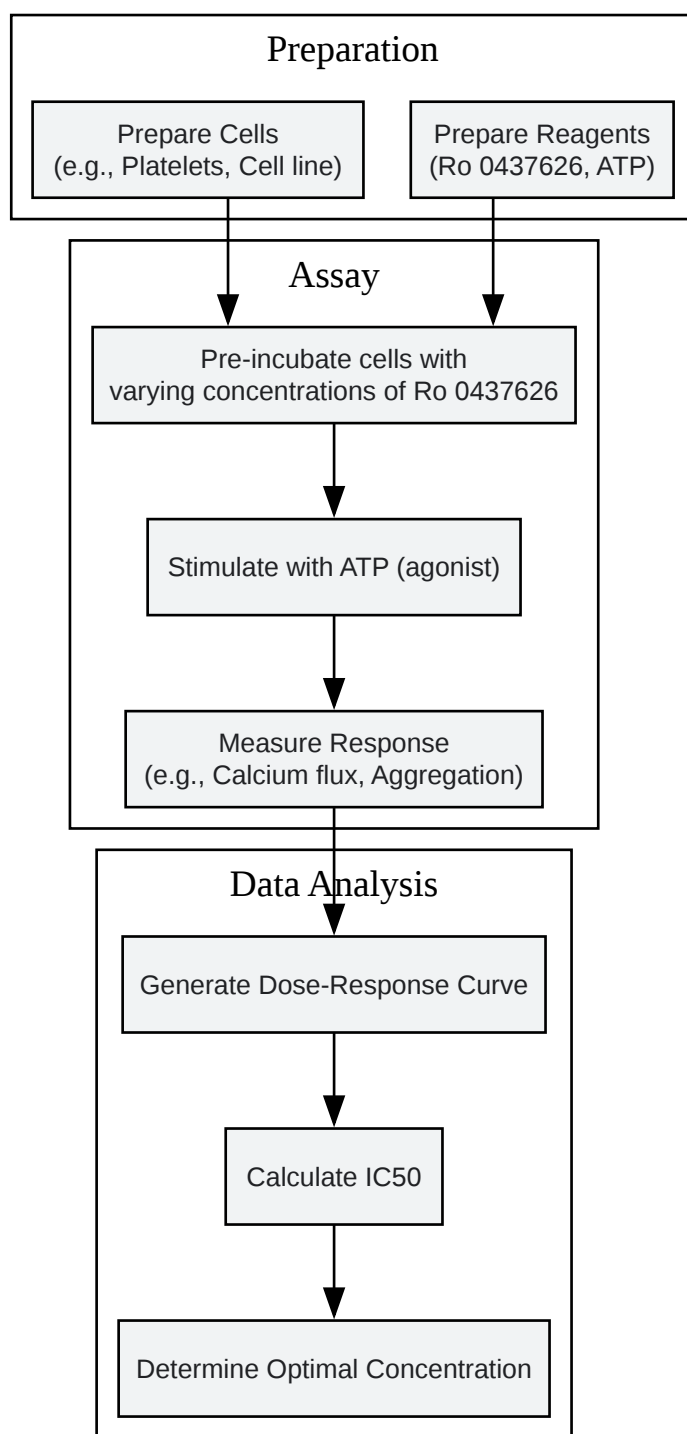 Preparation
Prepare Cells
(e.g., Platelets, Cell line)
Prepare Reagents
(Ro 0437626, ATP)
Assay
Pre-incubate cells with
varying concentrations of Ro 0437626
Stimulate with ATP (agonist)
Measure Response
(e.g., Calcium flux, Aggregation)
Data Analysis
Generate Dose-Response Curve
Calculate IC50
Determine Optimal Concentration